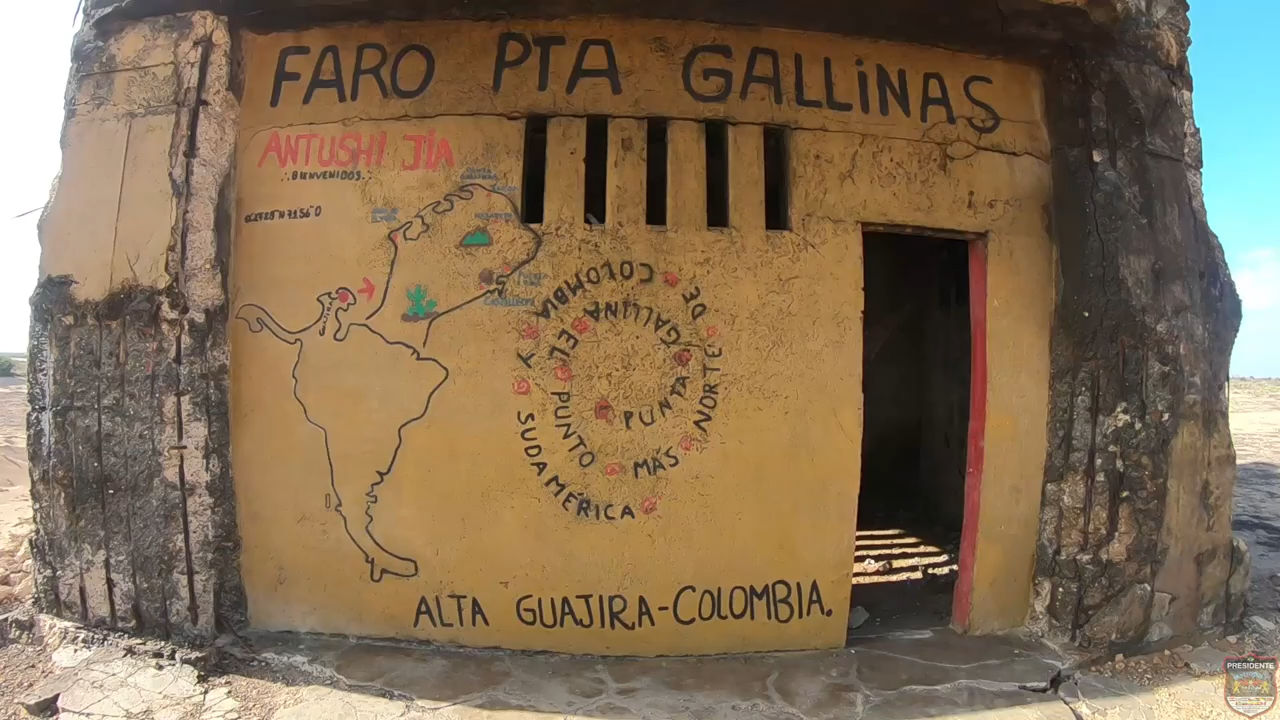 FARO PTA GALLiNAS
ANTUSHI JÍA
BIENVENIDOS
PUNTA GALLINA EL PUNTO MÁS NORTE DE COLOMBIA Y SUDAMÉRICA
ALTA GUAJIRA-COLOMBIA.
PRESIDENTE